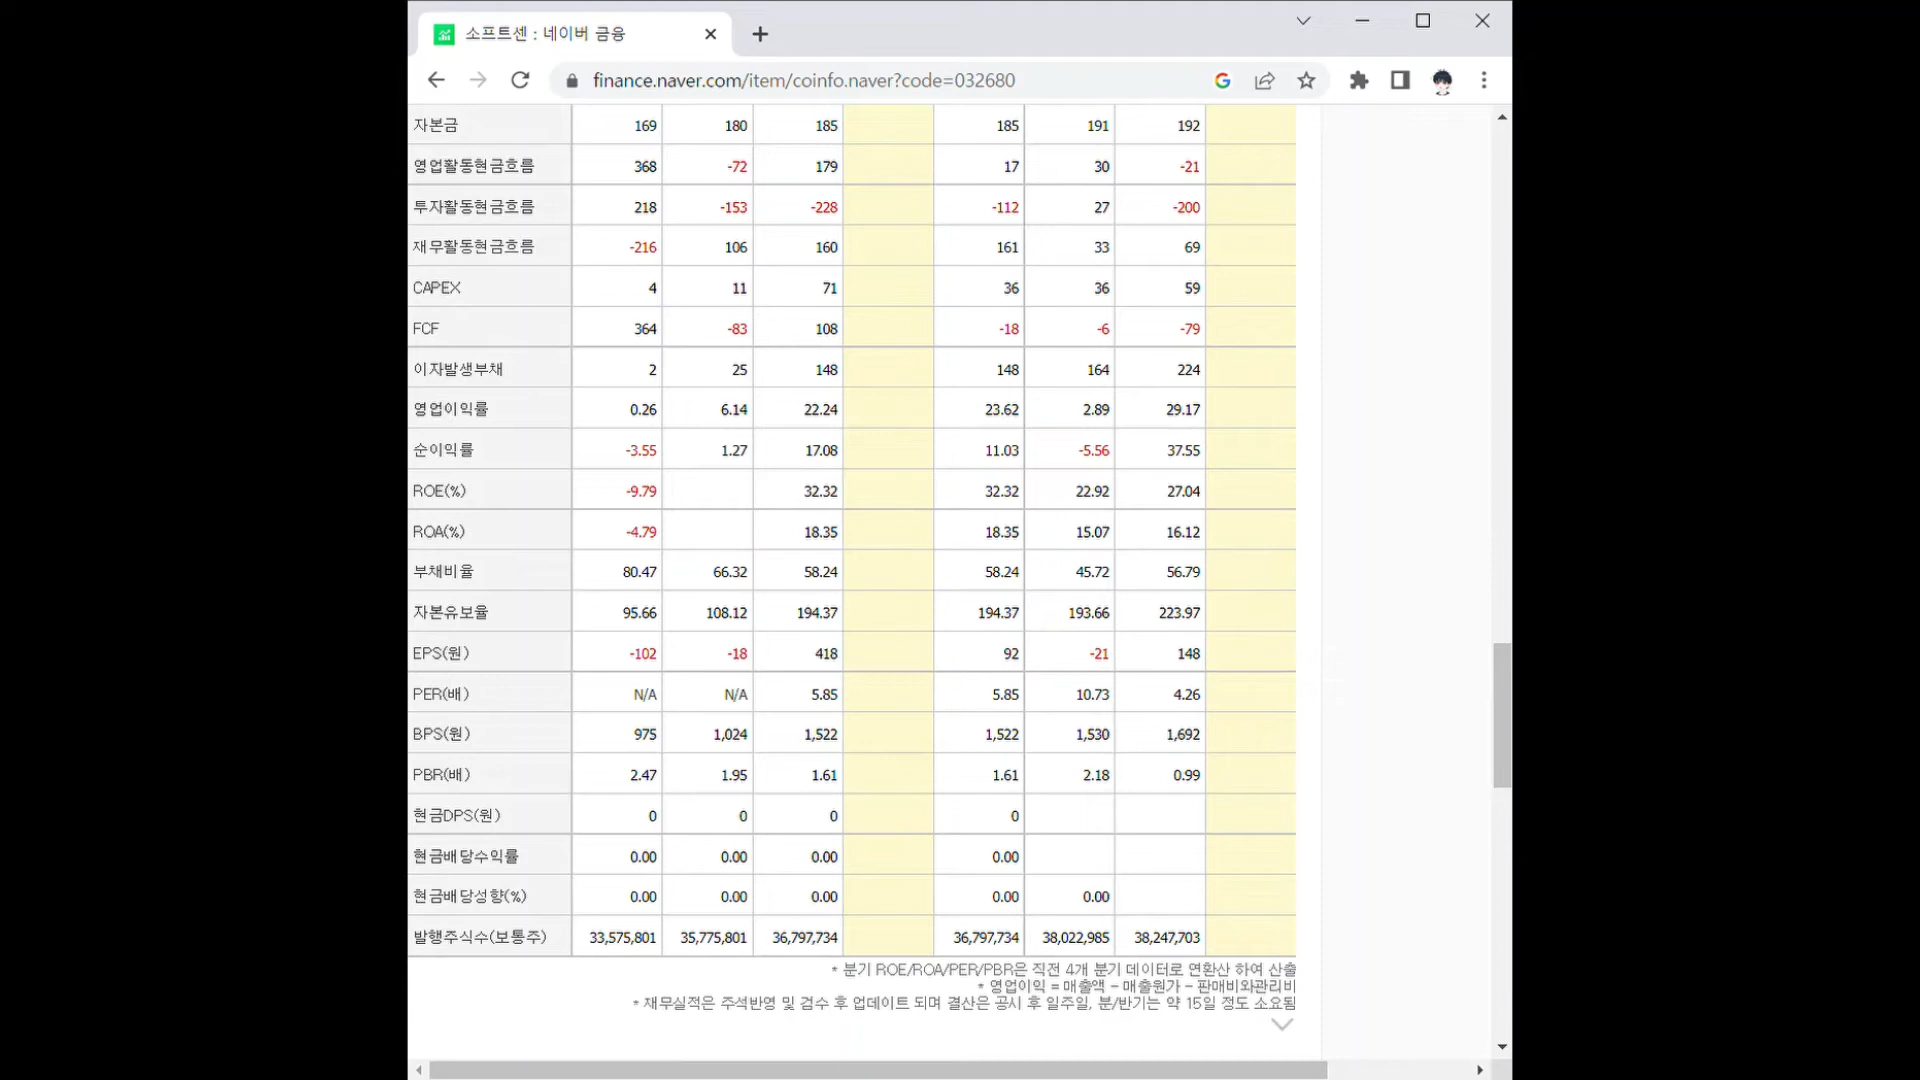 소프트센 : 네이버 금융
finance.naver.com/item/coinfo.naver?code=032680
자본금 169 180 185 185 191 192
영업활동현금흐름 368 -72 179 17 30 -21
투자활동현금흐름 218 -153 -228 -112 27 -200
재무활동현금흐름 -216 106 160 161 33 69
CAPEX 4 11 71 36 36 59
FCF 364 -83 108 -18 -6 -79
이자발생부채 2 25 148 148 164 224
영업이익률 0.26 6.14 22.24 23.62 2.89 29.17
순이익률 -3.55 1.27 17.08 11.03 -5.56 37.55
ROE(%) -9.79 32.32 32.32 22.92 27.04
ROA(%) -4.79 18.35 18.35 15.07 16.12
부채비율 80.47 66.32 58.24 58.24 45.72 56.79
자본유보율 95.66 108.12 194.37 194.37 193.66 223.97
EPS(원) -102 -18 418 92 -21 148
PER(배) N/A N/A 5.85 5.85 10.73 4.26
BPS(원) 975 1,024 1,522 1,522 1,530 1,692
PBR(배) 2.47 1.95 1.61 1.61 2.18 0.99
현금DPS(원) 0 0 0 0
현금배당수익률 0.00 0.00 0.00 0.00
현금배당성향(%) 0.00 0.00 0.00 0.00 0.00
발행주식수(보통주) 33,575,801 35,775,801 36,797,734 36,797,734 38,022,985 38,247,703
* 분기 ROE/ROA/PER/PBR은 직전 4개 분기 데이터로 연환산 하여 산출
* 영업이익 = 매출액 - 매출원가 - 판매비와관리비
* 재무실적은 주석반영 및 검수 후 업데이트 되며 결산은 공시 후 일주일, 분/반기는 약 15일 정도 소요됨